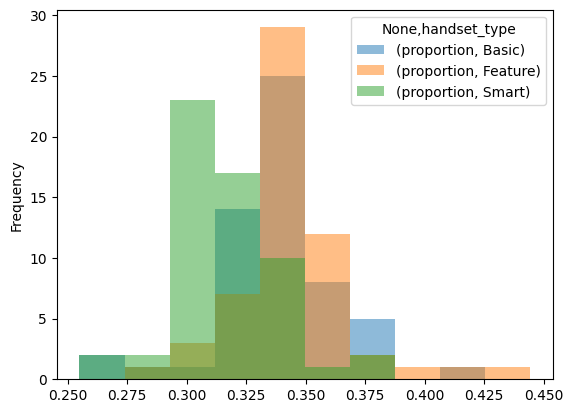 30
25
20
15
10
5
0
Frequency
None,handset_type
(proportion, Basic)
(proportion, Feature)
(proportion, Smart)
0.250 0.275 0.300 0.325 0.350 0.375 0.400 0.425 0.450